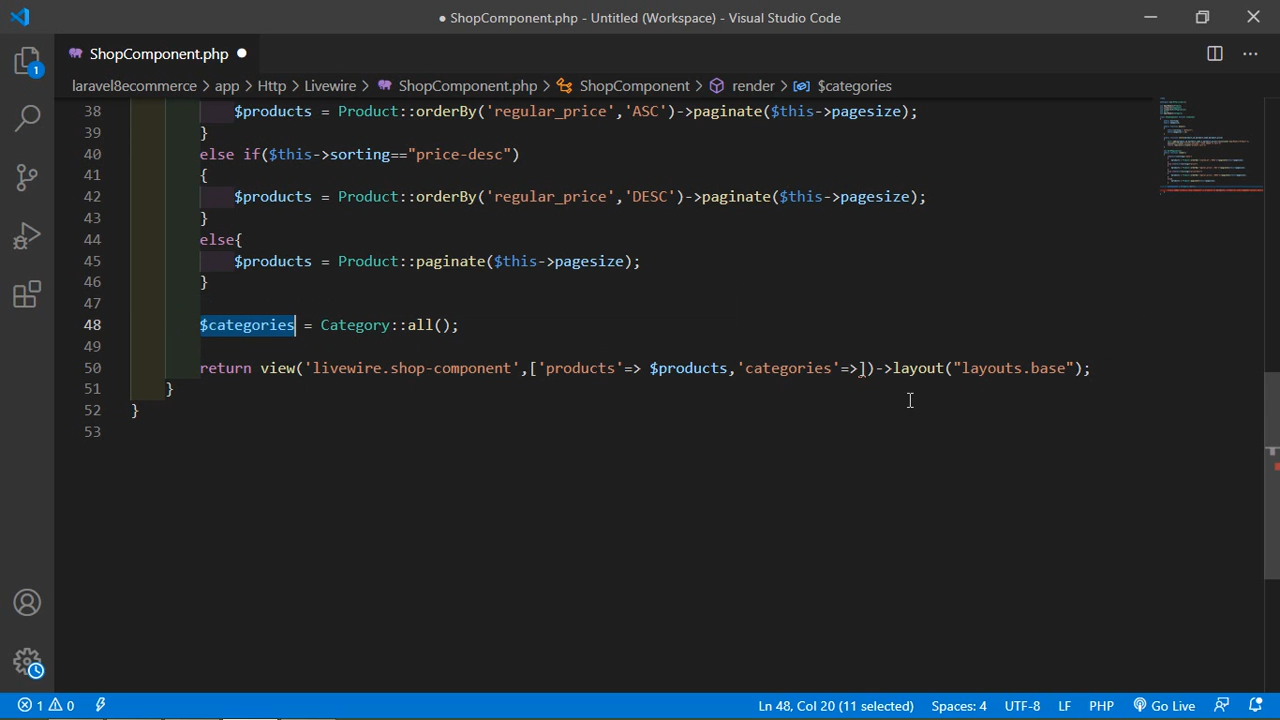 ● ShopComponent.php - Untitled (Workspace) - Visual Studio Code
ShopComponent.php ●
laravel8ecommerce > app > Http > Livewire > ShopComponent.php > ShopComponent > render > $categories
1
38 $products = Product::orderBy('regular_price','ASC')->paginate($this->pagesize);
39 }
40 else if($this->sorting=="price-desc")
41 {
42 $products = Product::orderBy('regular_price','DESC')->paginate($this->pagesize);
43 }
44 else{
45 $products = Product::paginate($this->pagesize);
46 }
47
48 $categories = Category::all();
49
50 return view('livewire.shop-component',['products'=> $products,'categories'=>])->layout("layouts.base");
51 }
52 }
53
1 0 Ln 48, Col 20 (11 selected) Spaces: 4 UTF-8 LF PHP Go Live